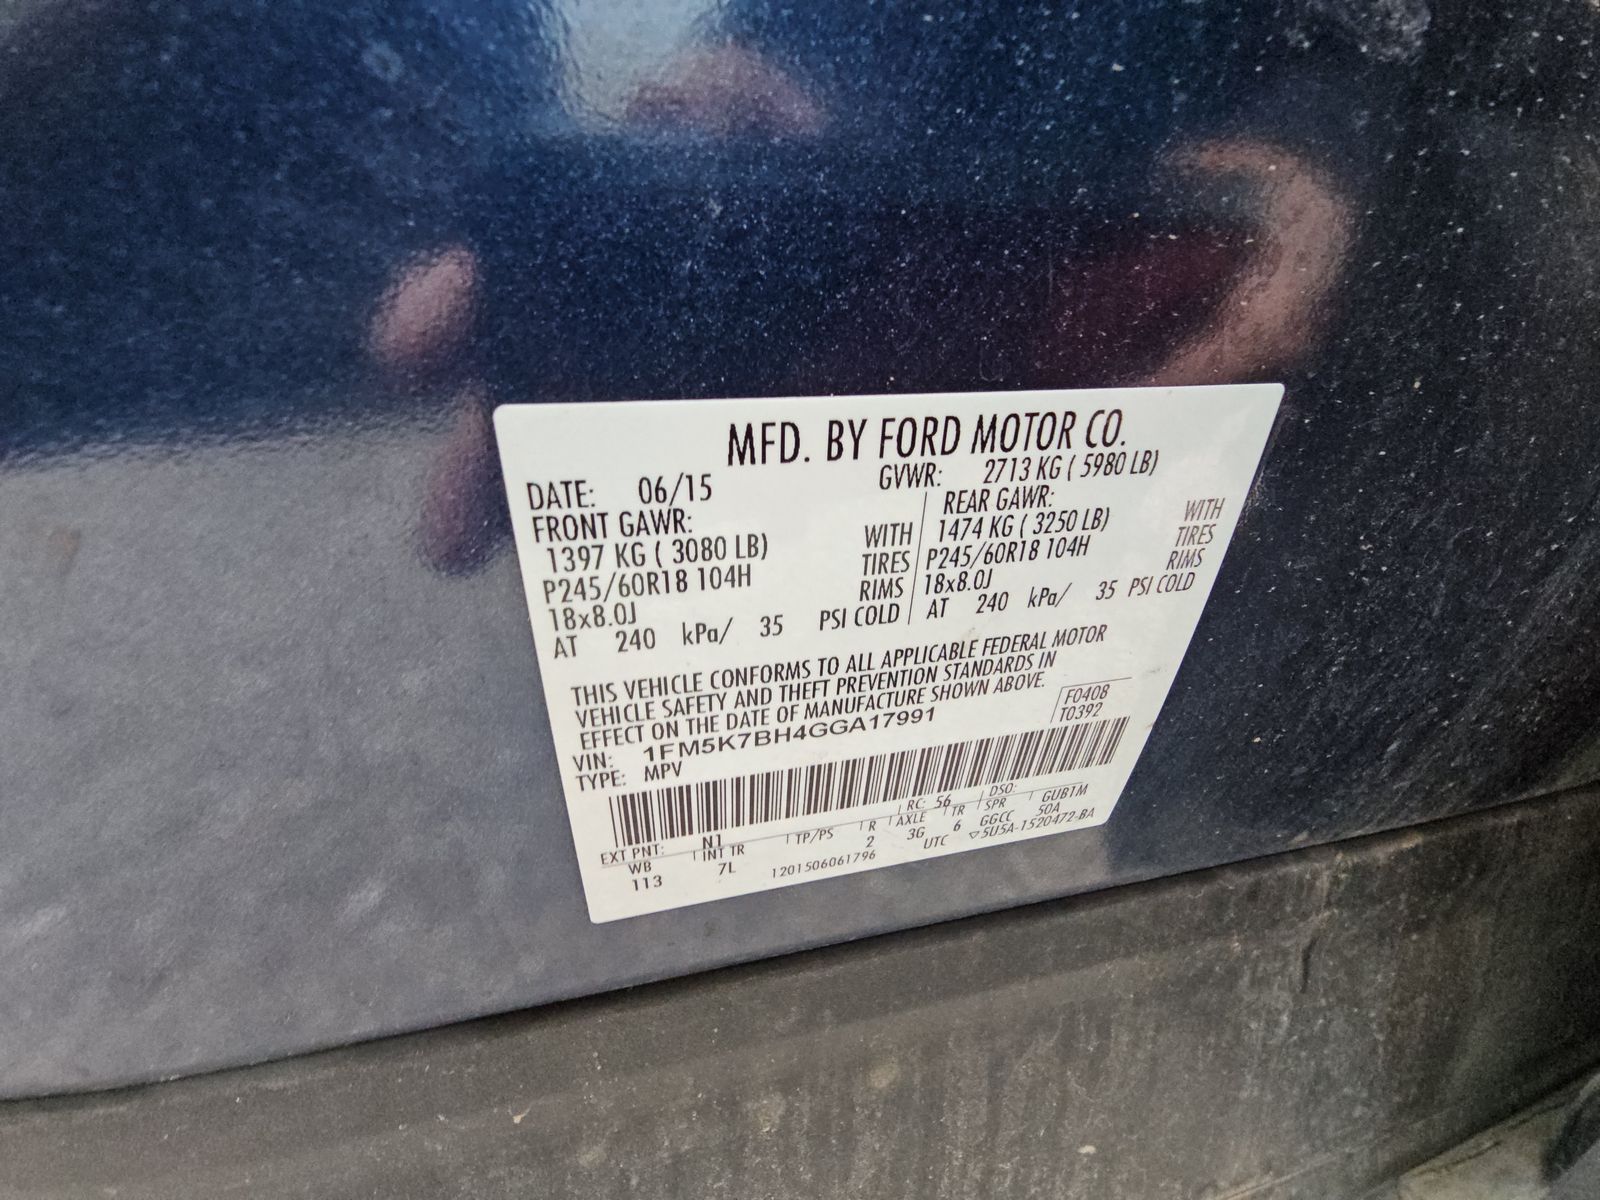 MFD. BY FORD MOTOR CO.
DATE: 06/15 GVWR: 2713 KG ( 5980 LB)
FRONT GAWR: REAR GAWR:
1397 KG ( 3080 LB) WITH 1474 KG ( 3250 LB) WITH
P245/60R18 104H TIRES P245/60R18 104H TIRES
18x8.0J RIMS 18x8.0J RIMS
AT 240 kPa/ 35 PSI COLD AT 240 kPa/ 35 PSI COLD
THIS VEHICLE CONFORMS TO ALL APPLICABLE FEDERAL MOTOR
VEHICLE SAFETY AND THEFT PREVENTION STANDARDS IN
EFFECT ON THE DATE OF MANUFACTURE SHOWN ABOVE.
VIN: 1FM5K7BH4GGA17991 F0408
TYPE: MPV T0392
EXT PNT: N1 RC: 56 DSO:
WB INT TR TP/PS R AXLE TR SPR GUB1M
113 7L 2 3G 6 GGCC 50A
1201506061796 UTC ▽5U5A-1520472-BA